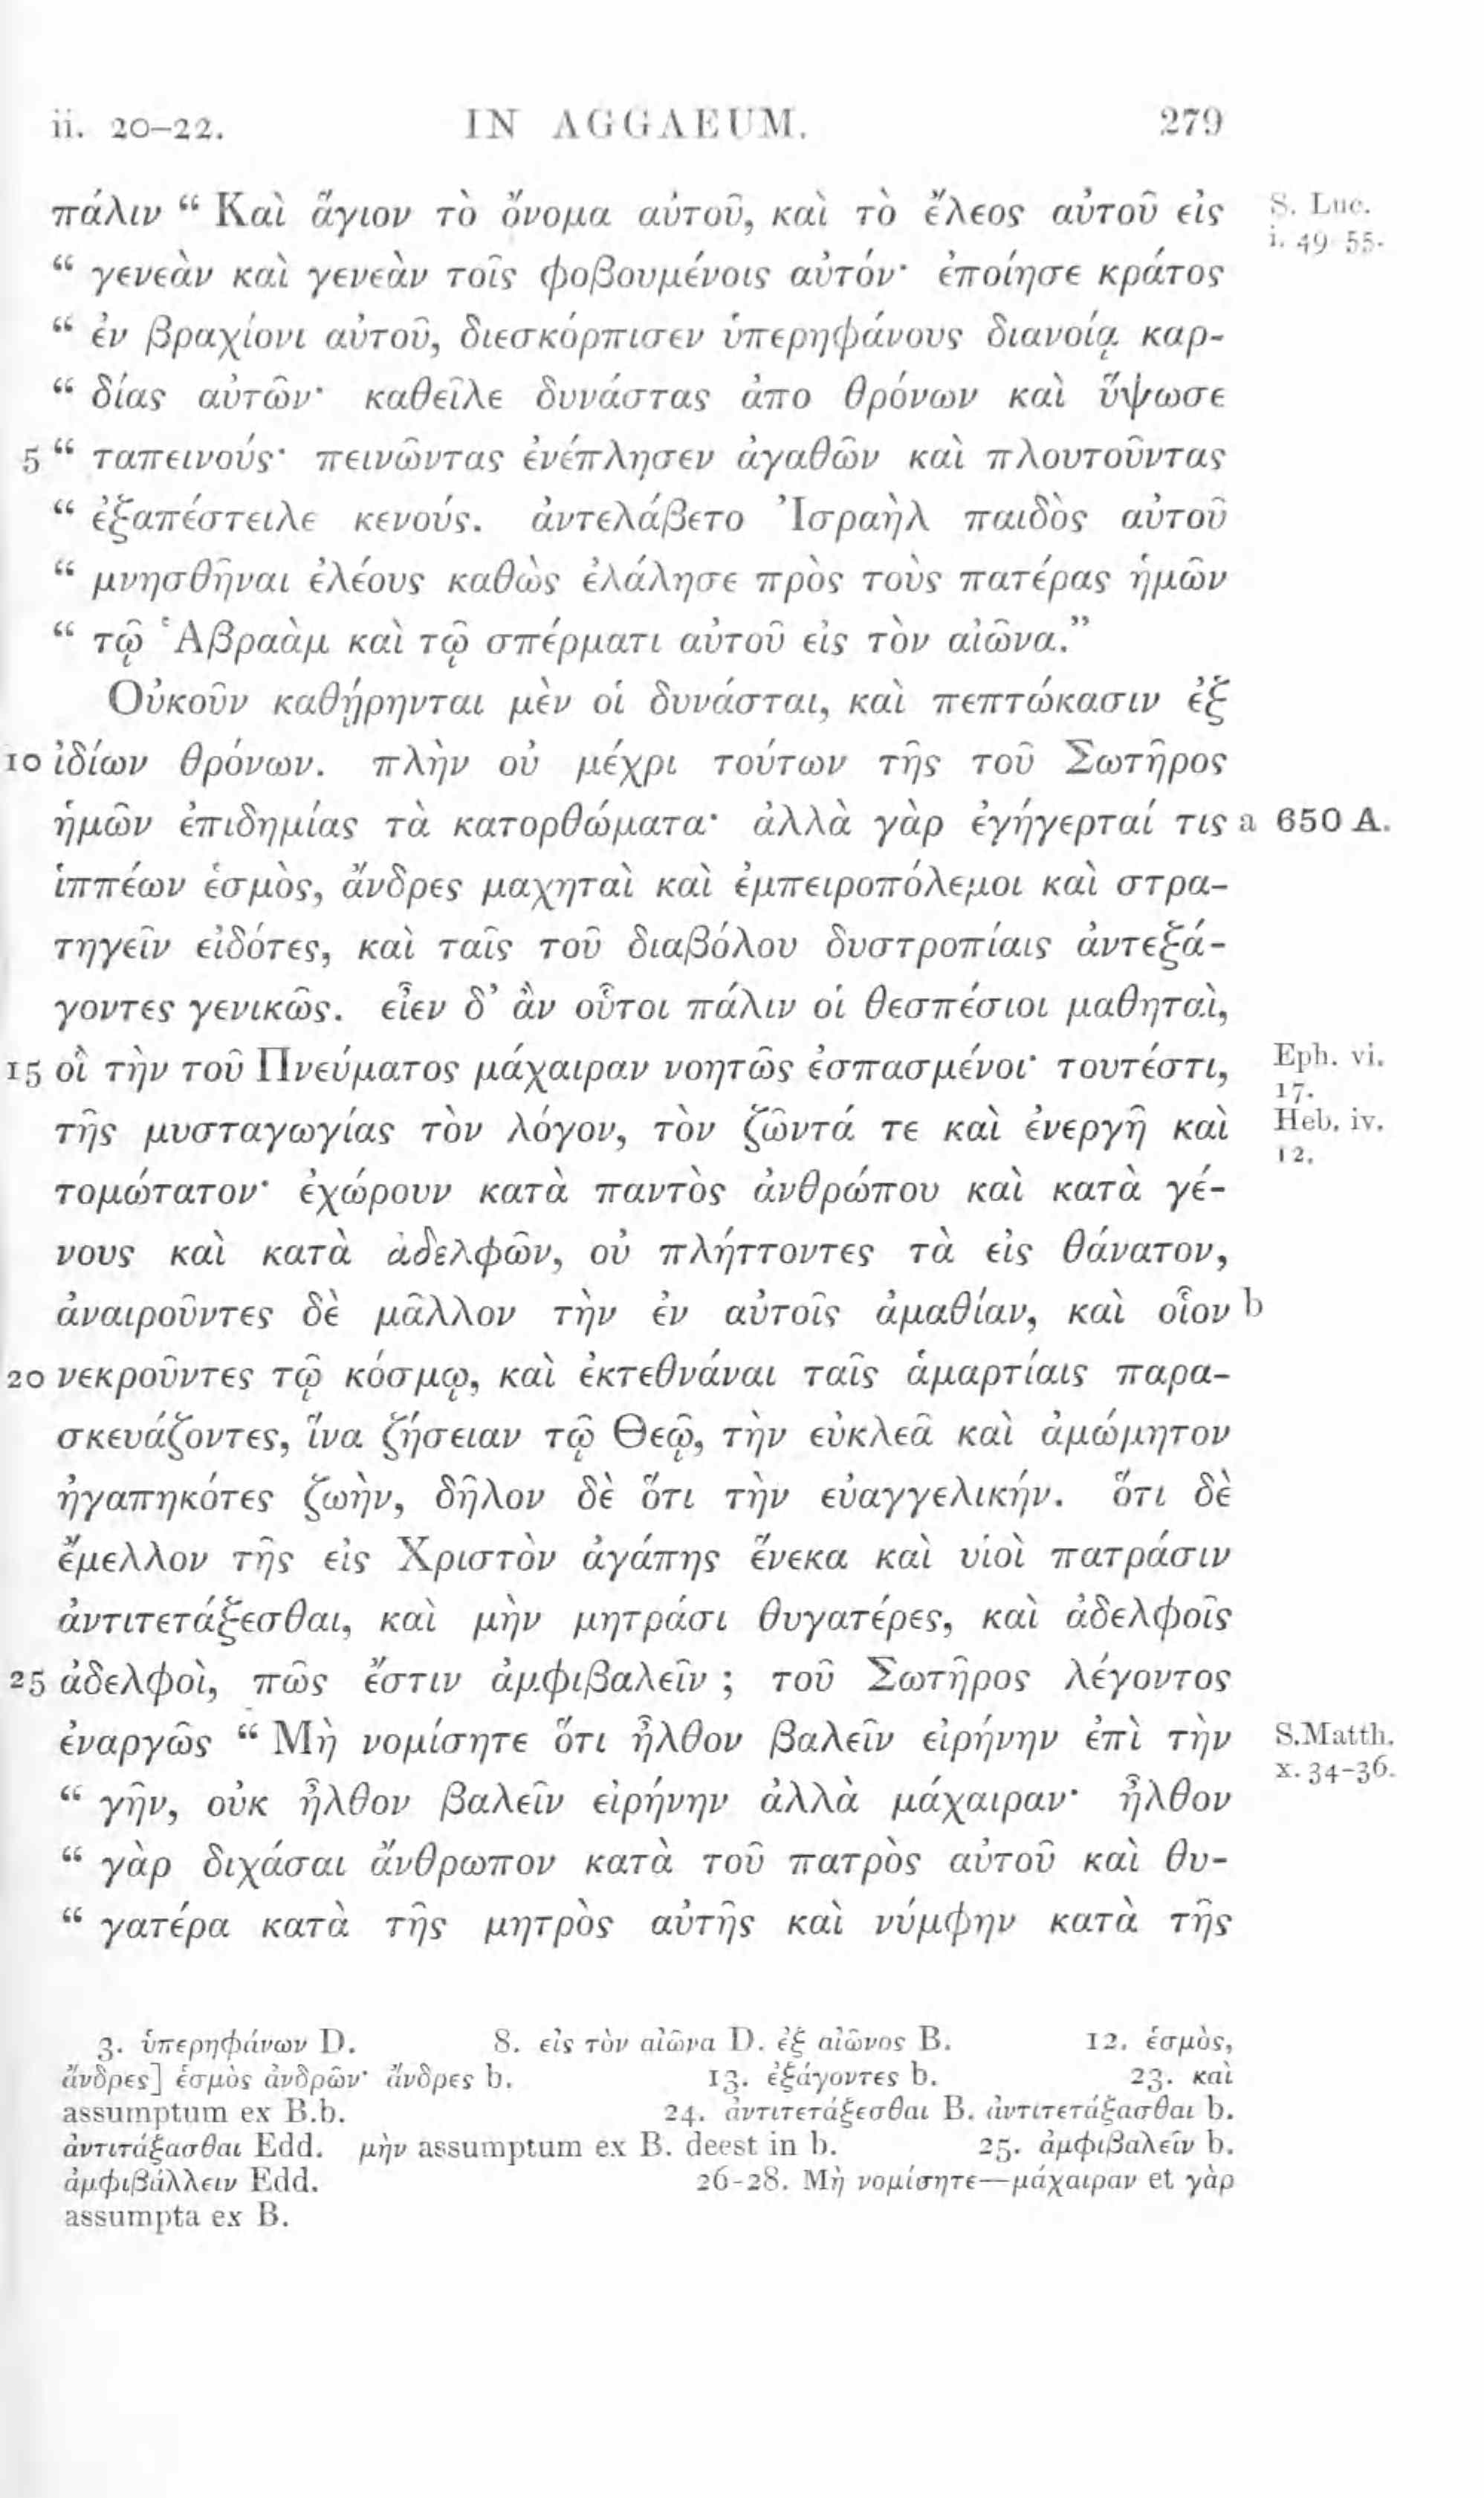 ii. 20–22. IN AGGAEUM. 279
πάλιν “ Καὶ ἅγιον τὸ ὄνομα αὐτοῦ, καὶ τὸ ἔλεος αὐτοῦ εἰς S. Luc.
i. 49 55.
“ γενεὰν καὶ γενεὰν τοῖς φοβουμένοις αὐτόν· ἐποίησε κράτος
“ ἐν βραχίονι αὐτοῦ, διεσκόρπισεν ὑπερηφάνους διανοίᾳ καρ-
“ δίας αὐτῶν· καθεῖλε δυνάστας ἀπο θρόνων καὶ ὕψωσε
5 “ ταπεινούς· πεινῶντας ἐνέπλησεν ἀγαθῶν καὶ πλουτοῦντας
“ ἐξαπέστειλε κενούς. ἀντελάβετο Ἰσραὴλ παιδὸς αὐτοῦ
“ μνησθῆναι ἐλέους καθὼς ἐλάλησε πρὸς τοὺς πατέρας ἡμῶν
“ τῷ Ἁβραὰμ καὶ τῷ σπέρματι αὐτοῦ εἰς τὸν αἰῶνα.”
Οὐκοῦν καθῄρηνται μὲν οἱ δυνάσται, καὶ πεπτώκασιν ἐξ
10 ἰδίων θρόνων. πλὴν οὐ μέχρι τούτων τῆς τοῦ Σωτῆρος
ἡμῶν ἐπιδημίας τὰ κατορθώματα· ἀλλὰ γὰρ ἐγήγερταί τις a 650 A.
ἱππέων ἑσμὸς, ἄνδρες μαχηταὶ καὶ ἐμπειροπόλεμοι καὶ στρα-
τηγεῖν εἰδότες, καὶ ταῖς τοῦ διαβόλου δυστροπίαις ἀντεξά-
γοντες γενικῶς. εἶεν δ’ ἂν οὗτοι πάλιν οἱ θεσπέσιοι μαθηταὶ,
15 οἳ τὴν τοῦ Πνεύματος μάχαιραν νοητῶς ἐσπασμένοι· τουτέστι, Eph. vi.
17.
τῆς μυσταγωγίας τὸν λόγον, τὸν ζῶντά τε καὶ ἐνεργῆ καὶ Heb. iv.
12.
τομώτατον· ἐχώρουν κατὰ παντὸς ἀνθρώπου καὶ κατὰ γέ-
νους καὶ κατὰ ἀδελφῶν, οὐ πλήττοντες τὰ εἰς θάνατον,
ἀναιροῦντες δὲ μᾶλλον τὴν ἐν αὐτοῖς ἀμαθίαν, καὶ οἷον b
20 νεκροῦντες τῷ κόσμῳ, καὶ ἐκτεθνάναι ταῖς ἁμαρτίαις παρα-
σκευάζοντες, ἵνα ζήσειαν τῷ Θεῷ, τὴν εὐκλεᾶ καὶ ἀμώμητον
ἠγαπηκότες ζωὴν, δῆλον δὲ ὅτι τὴν εὐαγγελικήν. ὅτι δὲ
ἔμελλον τῆς εἰς Χριστὸν ἀγάπης ἕνεκα καὶ υἱοὶ πατράσιν
ἀντιτετάξεσθαι, καὶ μὴν μητράσι θυγατέρες, καὶ ἀδελφοῖς
25 ἀδελφοὶ, πῶς ἔστιν ἀμφιβαλεῖν ; τοῦ Σωτῆρος λέγοντος
ἐναργῶς “ Μὴ νομίσητε ὅτι ἦλθον βαλεῖν εἰρήνην ἐπὶ τὴν S.Matth.
x. 34–36.
“ γῆν, οὐκ ἦλθον βαλεῖν εἰρήνην ἀλλὰ μάχαιραν· ἦλθον
“ γὰρ διχάσαι ἄνθρωπον κατὰ τοῦ πατρὸς αὐτοῦ καὶ θυ-
“ γατέρα κατὰ τῆς μητρὸς αὐτῆς καὶ νύμφην κατὰ τῆς
3. ὑπερηφάνων D. 8. εἰς τὸν αἰῶνα D. ἐξ αἰῶνος B. 12. ἑσμὸς,
ἄνδρες] ἑσμὸς ἀνδρῶν· ἄνδρες b. 13. ἐξάγοντες b. 23. καὶ
assumptum ex B.b. 24. ἀντιτετάξεσθαι B. ἀντιτετάξασθαι b.
ἀντιτάξασθαι Edd. μὴν assumptum ex B. deest in b. 25. ἀμφιβαλεῖν b.
ἀμφιβάλλειν Edd. 26–28. Μὴ νομίσητε—μάχαιραν et γὰρ
assumpta ex B.